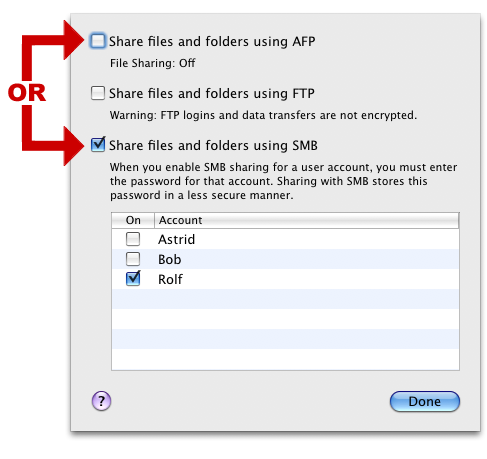 Share files and folders using AFP
File Sharing: Off
OR
Share files and folders using FTP
Warning: FTP logins and data transfers are not encrypted.
Share files and folders using SMB
When you enable SMB sharing for a user account, you must enter
the password for that account. Sharing with SMB stores this
password in a less secure manner.
On Account
Astrid
Bob
Rolf
? Done